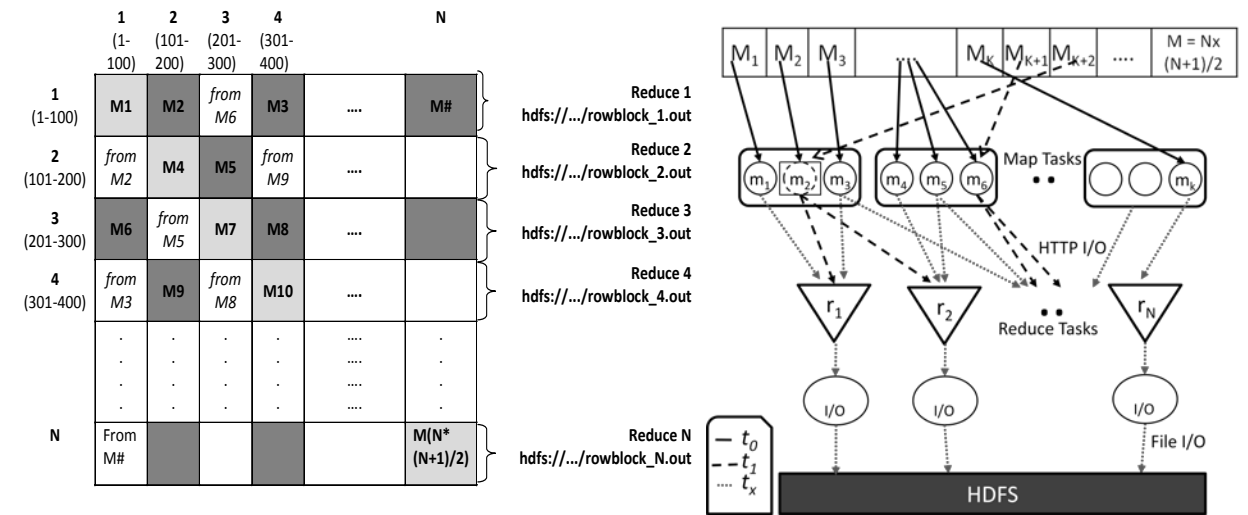 1 2 3 4 N
(1- (101- (201- (301-
100) 200) 300) 400)
1
(1-100)
M1 M2 from M3 .... M#
M6
Reduce 1
hdfs://.../rowblock_1.out
2
(101-200)
from M4 M5 from ....
M2 M9
Reduce 2
hdfs://.../rowblock_2.out
3
(201-300)
M6 from M7 M8 ....
M5
Reduce 3
hdfs://.../rowblock_3.out
4
(301-400)
from M9 from M10 ....
M3 M8
Reduce 4
hdfs://.../rowblock_4.out
. . . . .... .
. . . . .... .
. . . . .... .
. . . . .... .
N
From M(N*
M# (N+1)/2)
Reduce N
hdfs://.../rowblock_N.out
M1 M2 M3 .... MK MK+1 MK+2 .... M = Nx
(N+1)/2
Map Tasks
m1 m2 m3 m4 m5 m6 mk
HTTP I/O
r1 r2 rN
Reduce Tasks
I/O I/O I/O
File I/O
t0
t1
tx
HDFS